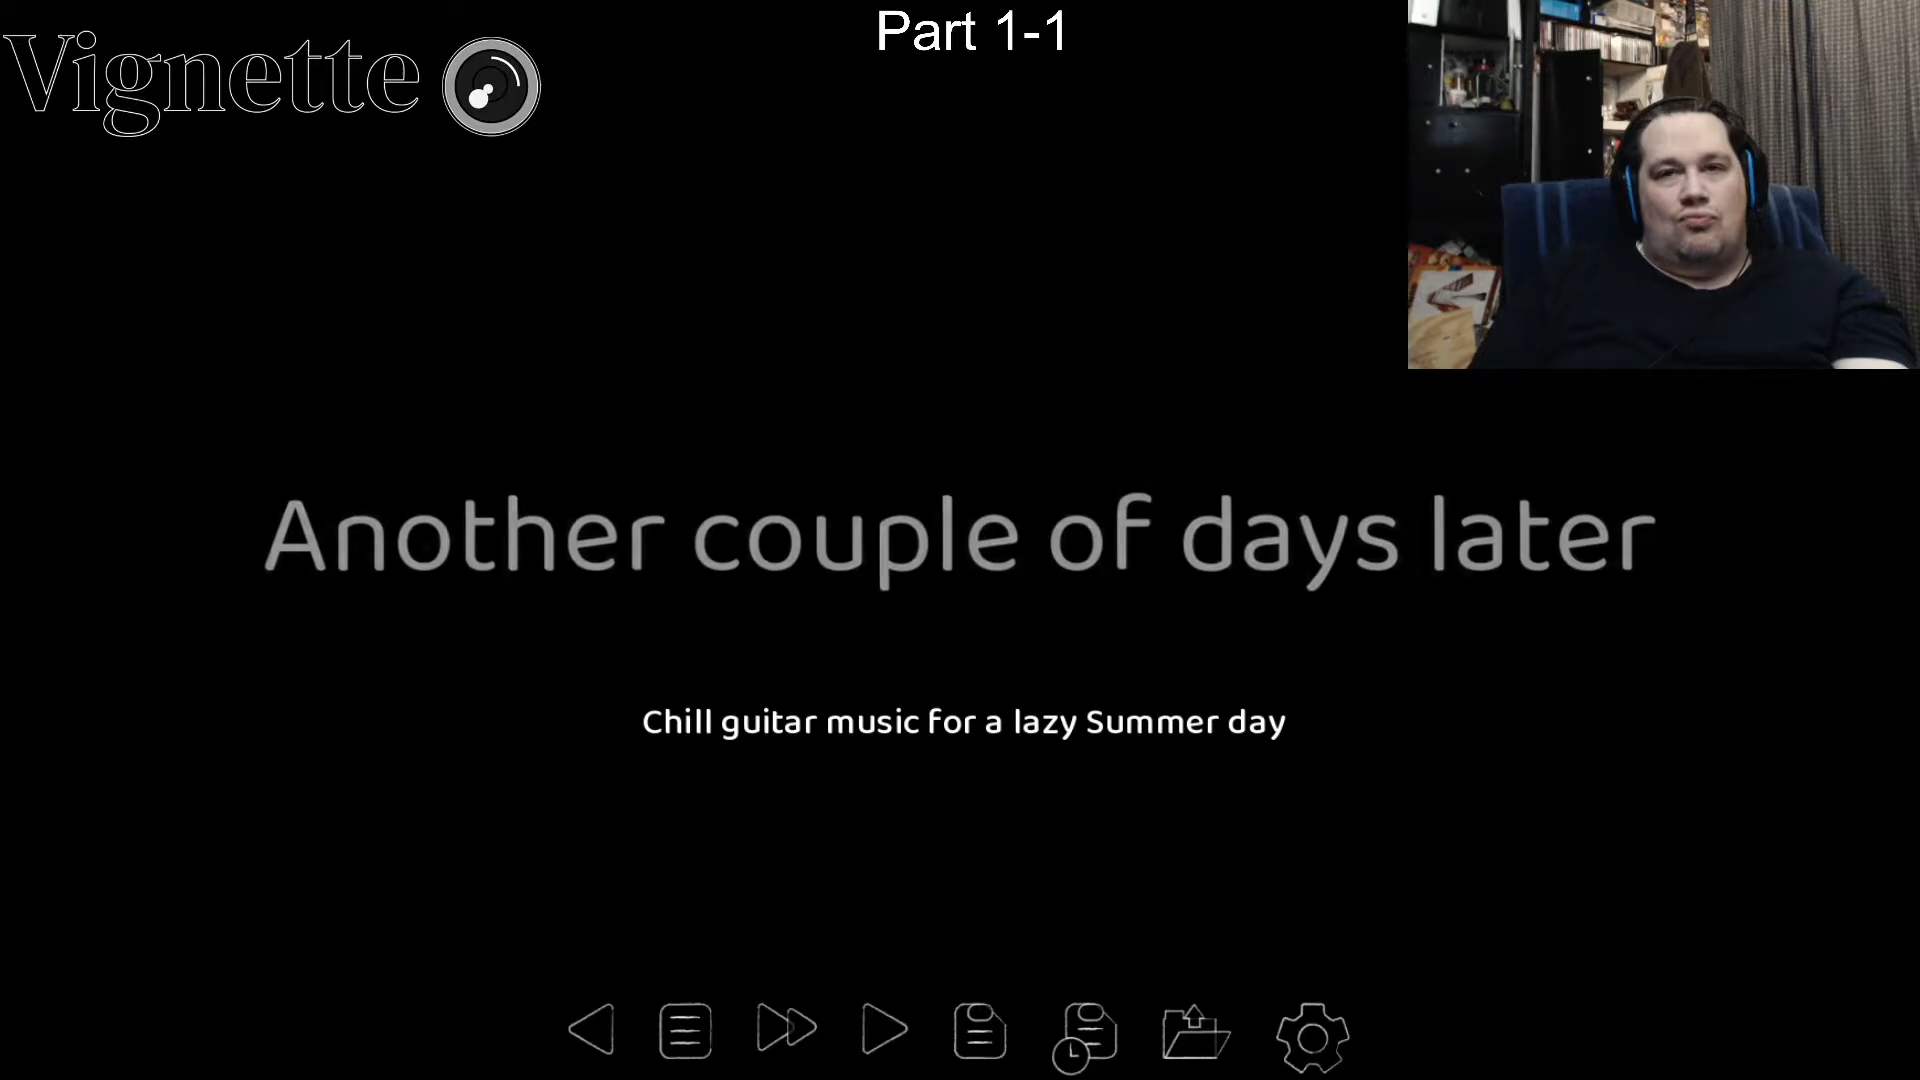 Part 1-1
Vignette
Another couple of days later
Chill guitar music for a lazy Summer day